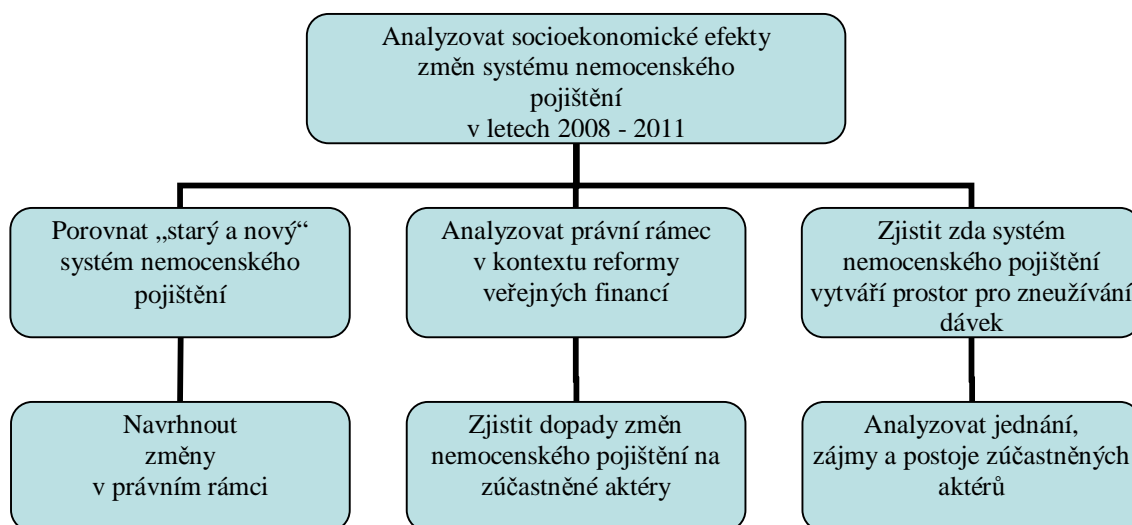 Analyzovat socioekonomické efekty
změn systému nemocenského
pojištění
v letech 2008 - 2011
Porovnat „starý a nový“
systém nemocenského
pojištění
Analyzovat právní rámec
v kontextu reformy
veřejných financí
Zjistit zda systém
nemocenského pojištění
vytváří prostor pro zneužívání
dávek
Navrhnout
změny
v právním rámci
Zjistit dopady změn
nemocenského pojištění na
zúčastněné aktéry
Analyzovat jednání,
zájmy a postoje zúčastněných
aktérů